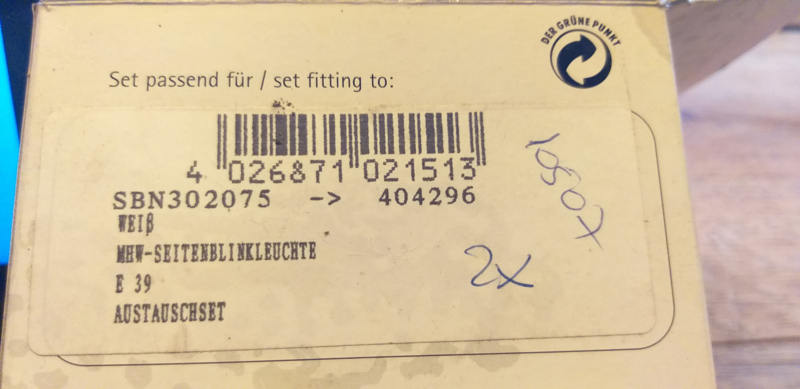 DER GRÜNE PUNKT
Set passend für / set fitting to:
4 026871 021513
SBN302075 -> 404296
WEIß
MHW-SEITENBLINKLEUCHTE
E 39
AUSTAUSCHSET
2x